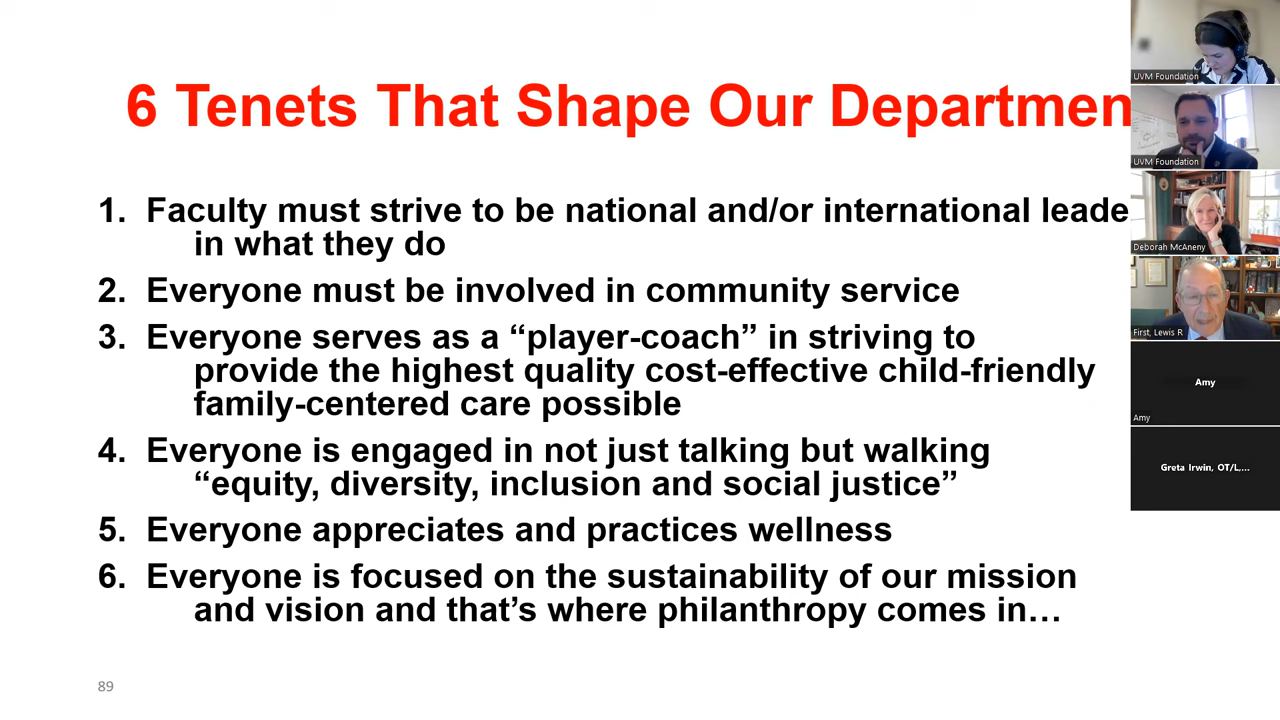 6 Tenets That Shape Our Departmen
1. Faculty must strive to be national and/or international leade
in what they do
2. Everyone must be involved in community service
3. Everyone serves as a “player-coach” in striving to
provide the highest quality cost-effective child-friendly
family-centered care possible
4. Everyone is engaged in not just talking but walking
“equity, diversity, inclusion and social justice”
5. Everyone appreciates and practices wellness
6. Everyone is focused on the sustainability of our mission
and vision and that’s where philanthropy comes in…
89
UVM Foundation
UVM Foundation
Deborah McAneny
First, Lewis R
Amy
Amy
Greta Irwin, OT/L,...